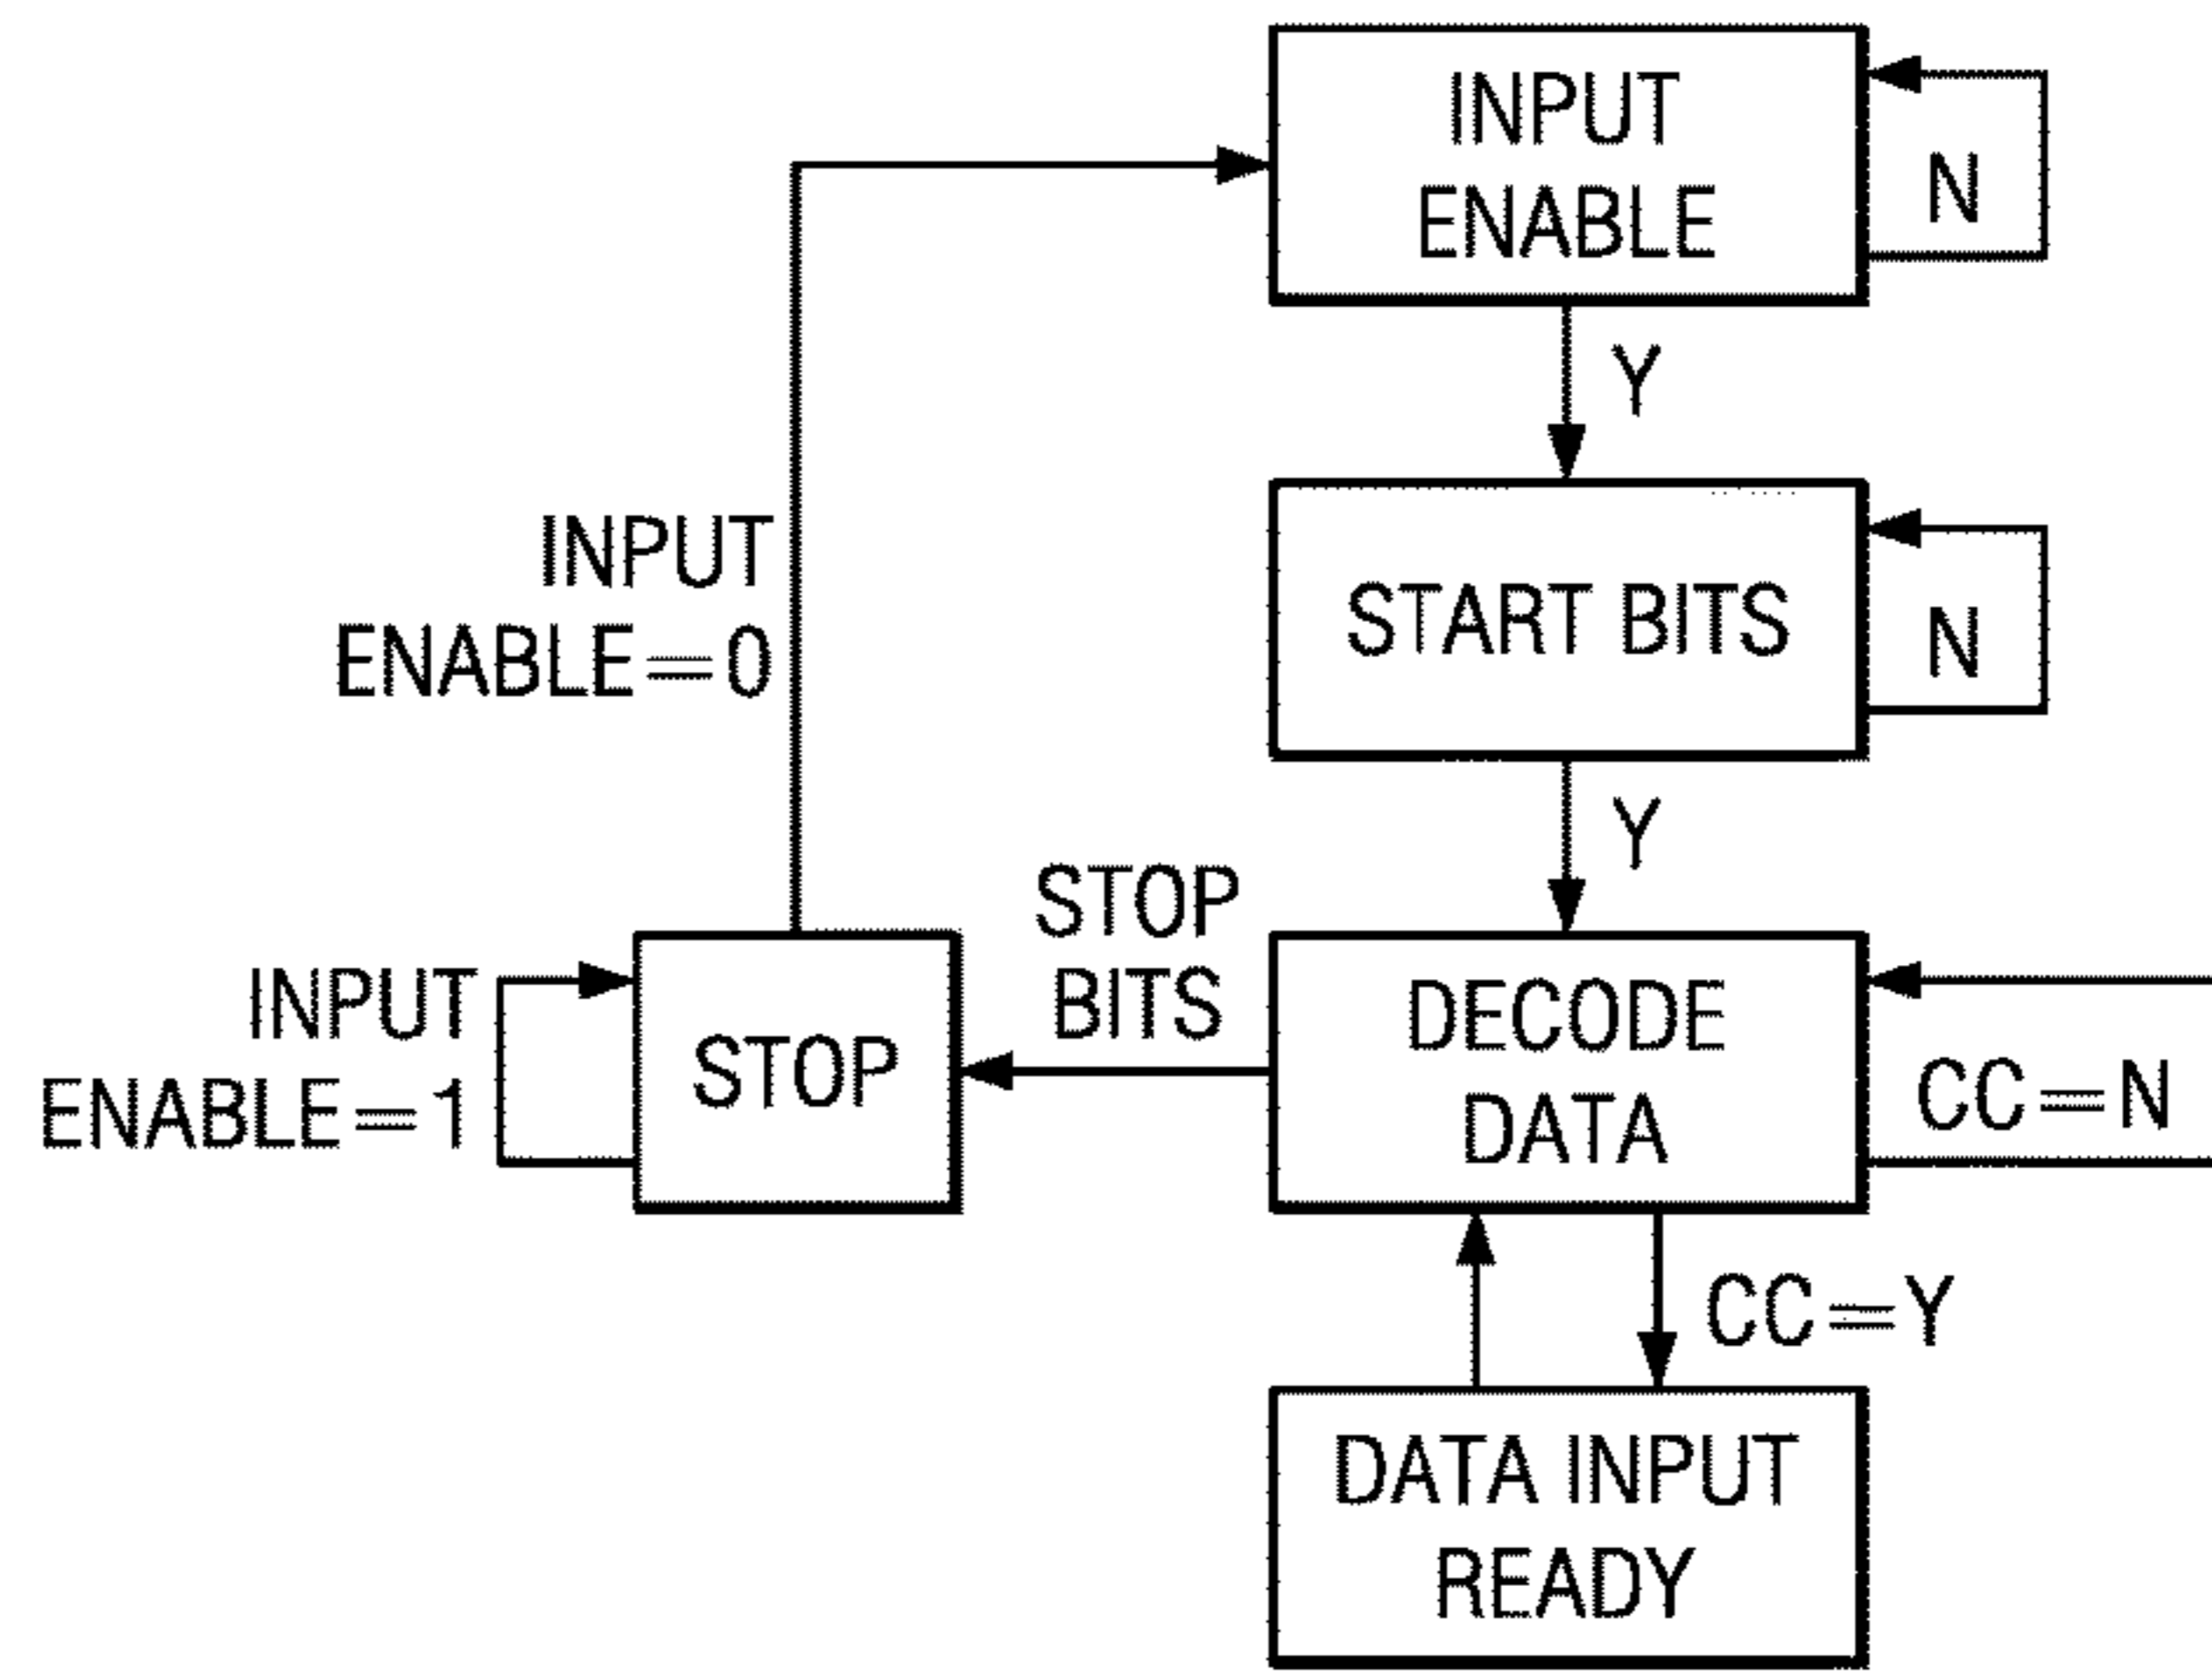 INPUT
ENABLE
N
Y
START BITS
N
INPUT
ENABLE=0
Y
STOP
BITS
INPUT
ENABLE=1
STOP
DECODE
DATA
CC=N
CC=Y
DATA INPUT
READY